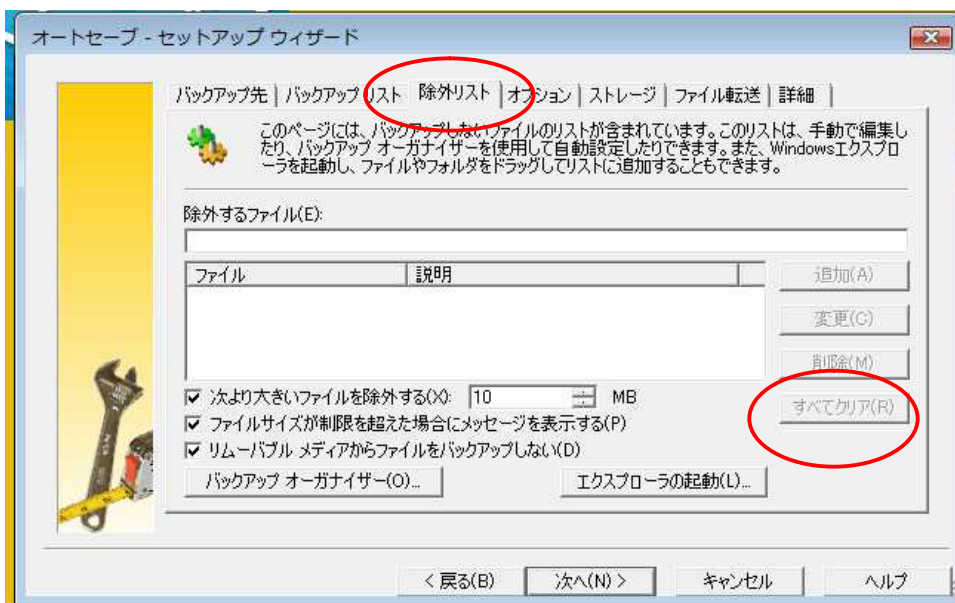 オートセーブ - セットアップ ウィザード
バックアップ先 バックアップ リスト 除外リスト オプション ストレージ ファイル転送 詳細
このページには、バックアップしないファイルのリストが含まれています。このリストは、手動で編集し
たり、バックアップ オーガナイザーを使用して自動設定したりできます。また、Windowsエクスプロ
ーラを起動し、ファイルやフォルダをドラッグしてリストに追加することもできます。
除外するファイル(E):
ファイル 説明
追加(A)
変更(C)
削除(M)
すべてクリア(R)
次より大きいファイルを除外する(X): 10 MB
ファイルサイズが制限を超えた場合にメッセージを表示する(P)
リムーバブル メディアからファイルをバックアップしない(D)
バックアップ オーガナイザー(O)... エクスプローラの起動(L)...
< 戻る(B) 次へ(N) > キャンセル ヘルプ